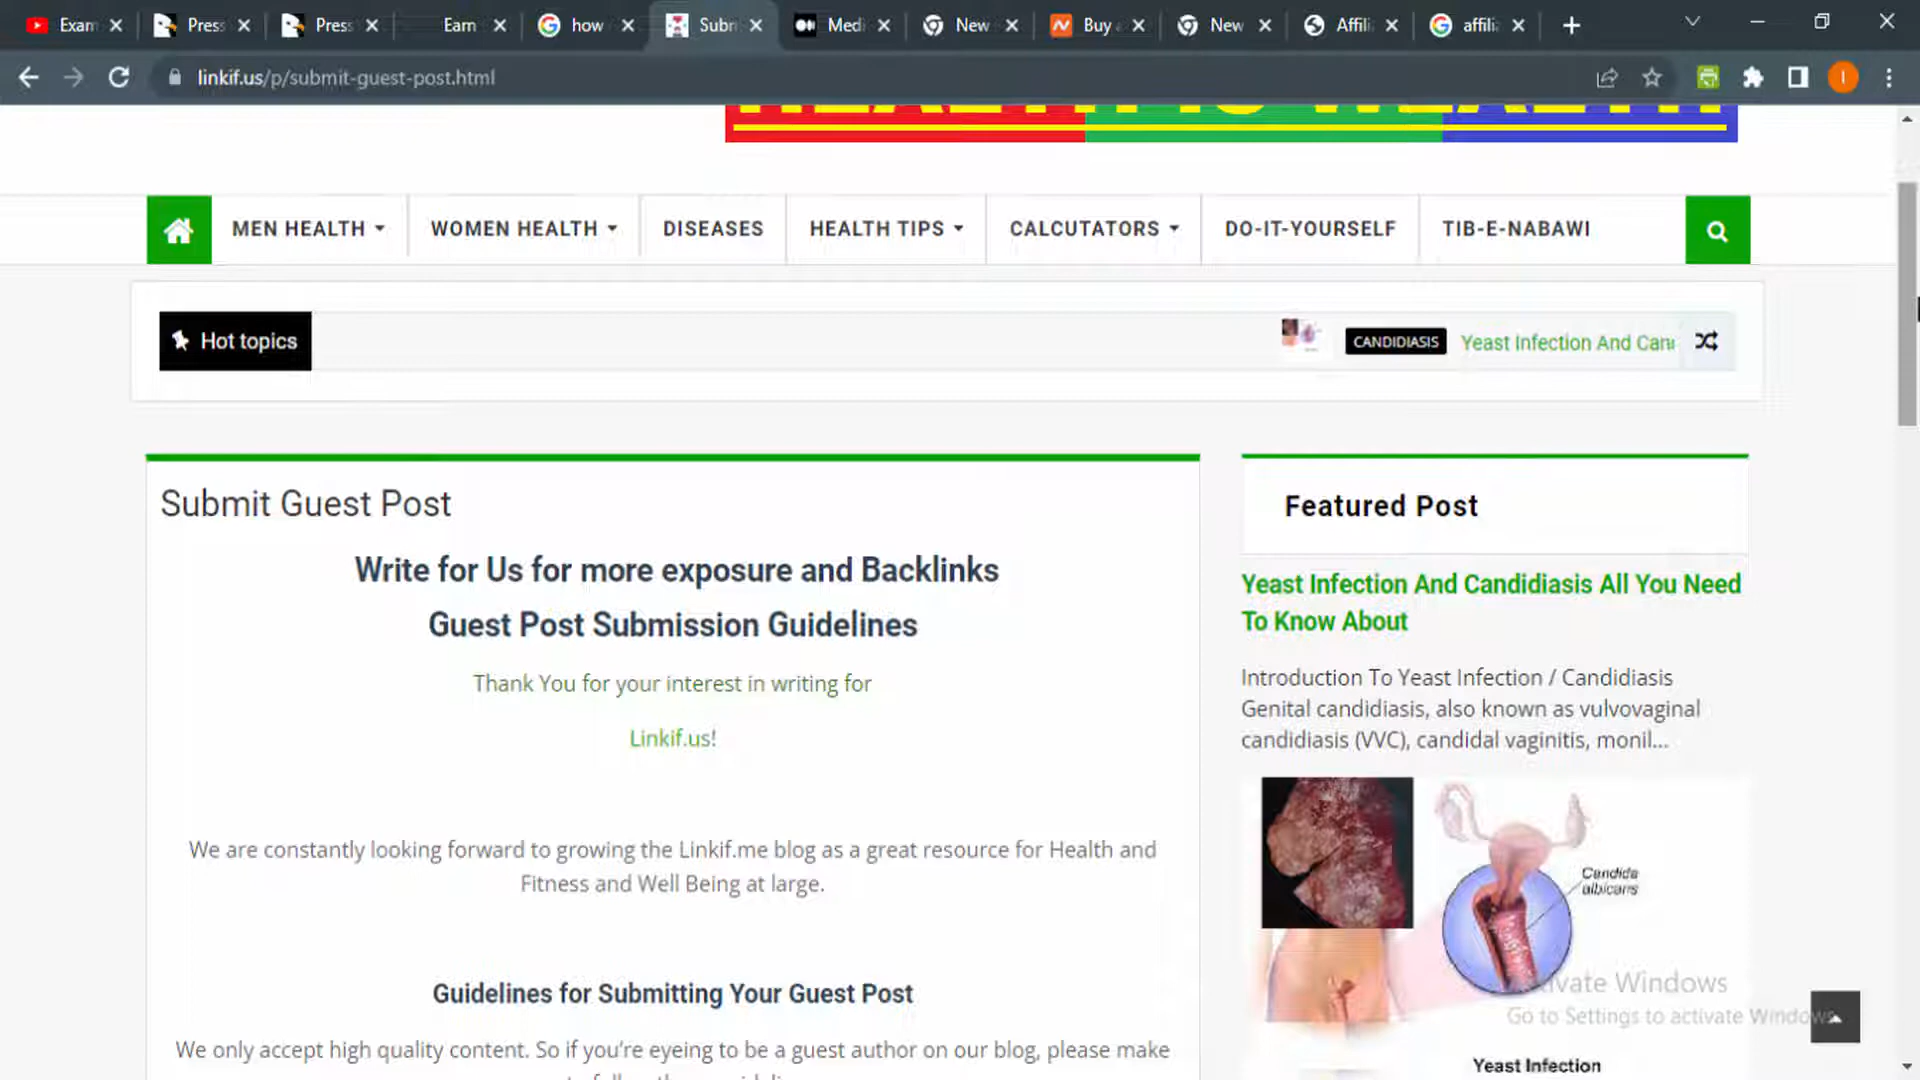 Exam
Press
Press
Earn
how
Subm
Medi
New
Buy a
New
Affili
affilia
linkif.us/p/submit-guest-post.html
MEN HEALTH
WOMEN HEALTH
DISEASES
HEALTH TIPS
CALCUTATORS
DO-IT-YOURSELF
TIB-E-NABAWI
Hot topics
CANDIDIASIS
Yeast Infection And Can
Submit Guest Post
Write for Us for more exposure and Backlinks
Guest Post Submission Guidelines
Thank You for your interest in writing for
Linkif.us!
We are constantly looking forward to growing the Linkif.me blog as a great resource for Health and
Fitness and Well Being at large.
Guidelines for Submitting Your Guest Post
We only accept high quality content. So if you're eyeing to be a guest author on our blog, please make
Featured Post
Yeast Infection And Candidiasis All You Need
To Know About
Introduction To Yeast Infection / Candidiasis
Genital candidiasis, also known as vulvovaginal
candidiasis (VVC), candidal vaginitis, monil...
Candida
albicans
Activate Windows
Go to Settings to activate Windows.
Yeast Infection